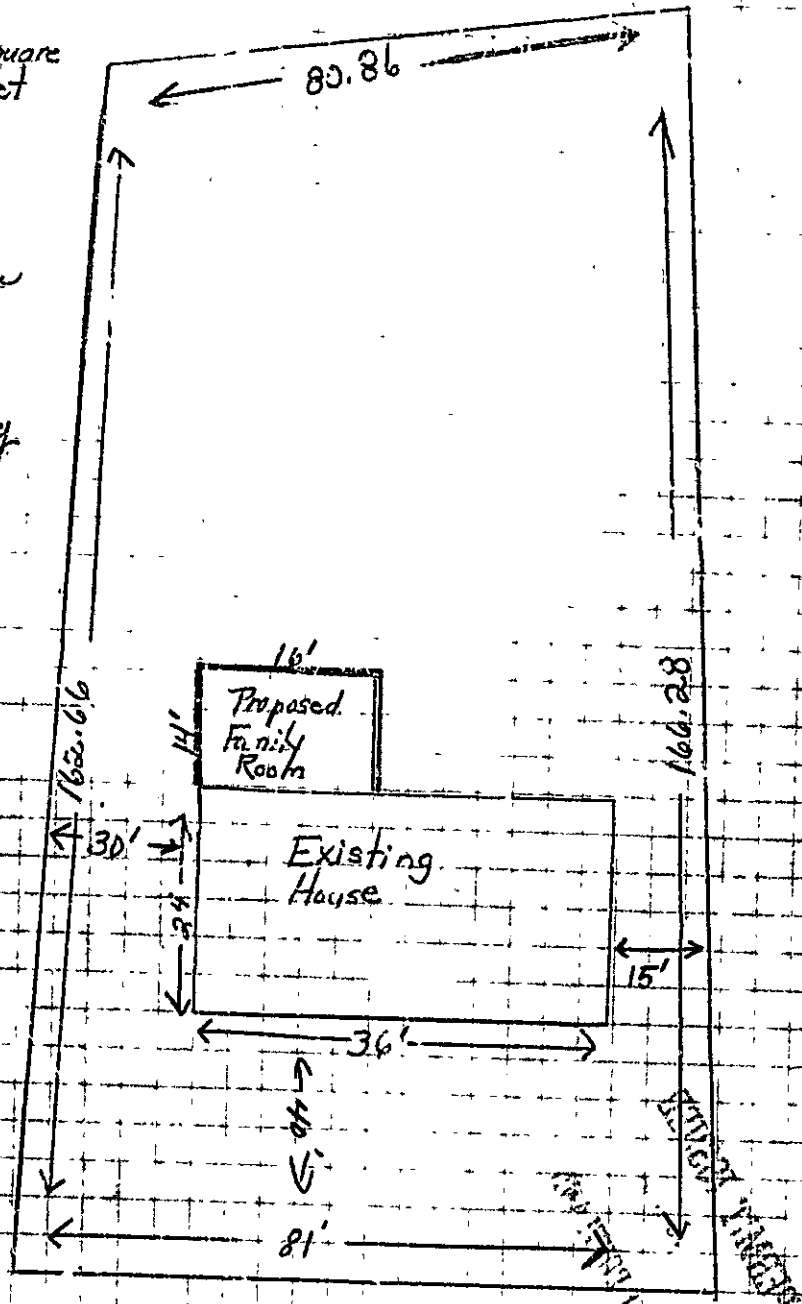 80.86
16'
Proposed
Family
Room
14'
162.66
166.28
30'
Existing
House
24
15'
36'
40'
81'